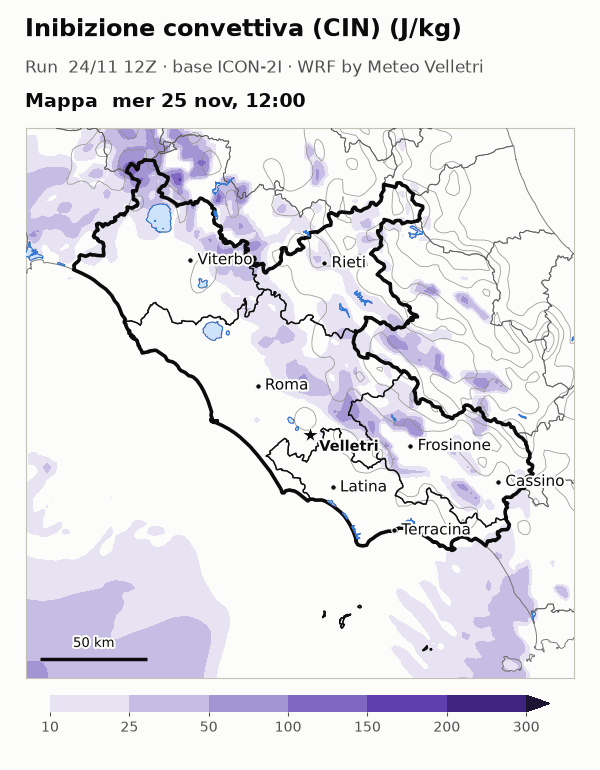 Inibizione convettiva (CIN) (J/kg)
Run  24/11 12Z · base ICON-2I · WRF by Meteo Velletri
Mappa  mer 25 nov, 12:00
Viterbo
Rieti
Roma
Velletri
Frosinone
Cassino
Latina
Terracina
50 km
10 25 50 100 150 200 300